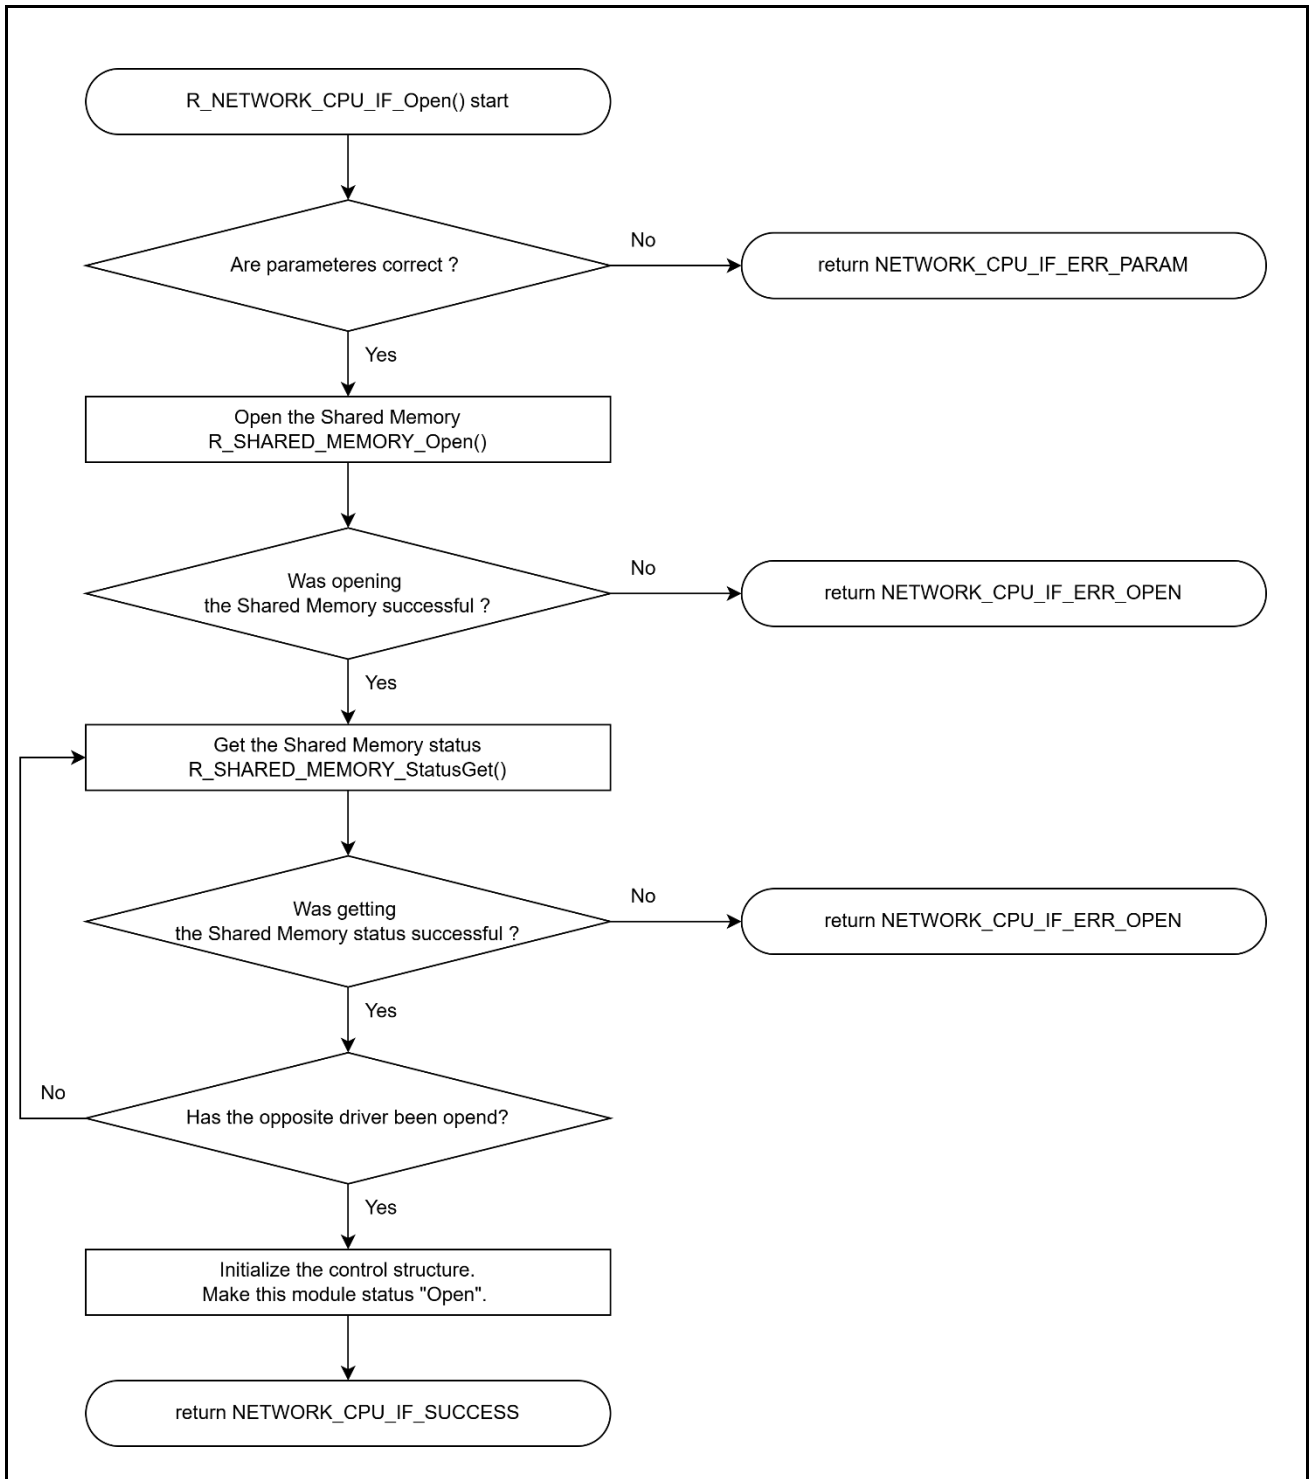 R_NETWORK_CPU_IF_Open() start
Are parameteres correct ?
No
return NETWORK_CPU_IF_ERR_PARAM
Yes
Open the Shared Memory
R_SHARED_MEMORY_Open()
Was opening
the Shared Memory successful ?
No
return NETWORK_CPU_IF_ERR_OPEN
Yes
Get the Shared Memory status
R_SHARED_MEMORY_StatusGet()
Was getting
the Shared Memory status successful ?
No
return NETWORK_CPU_IF_ERR_OPEN
Yes
Has the opposite driver been opend?
No
Yes
Initialize the control structure.
Make this module status "Open".
return NETWORK_CPU_IF_SUCCESS